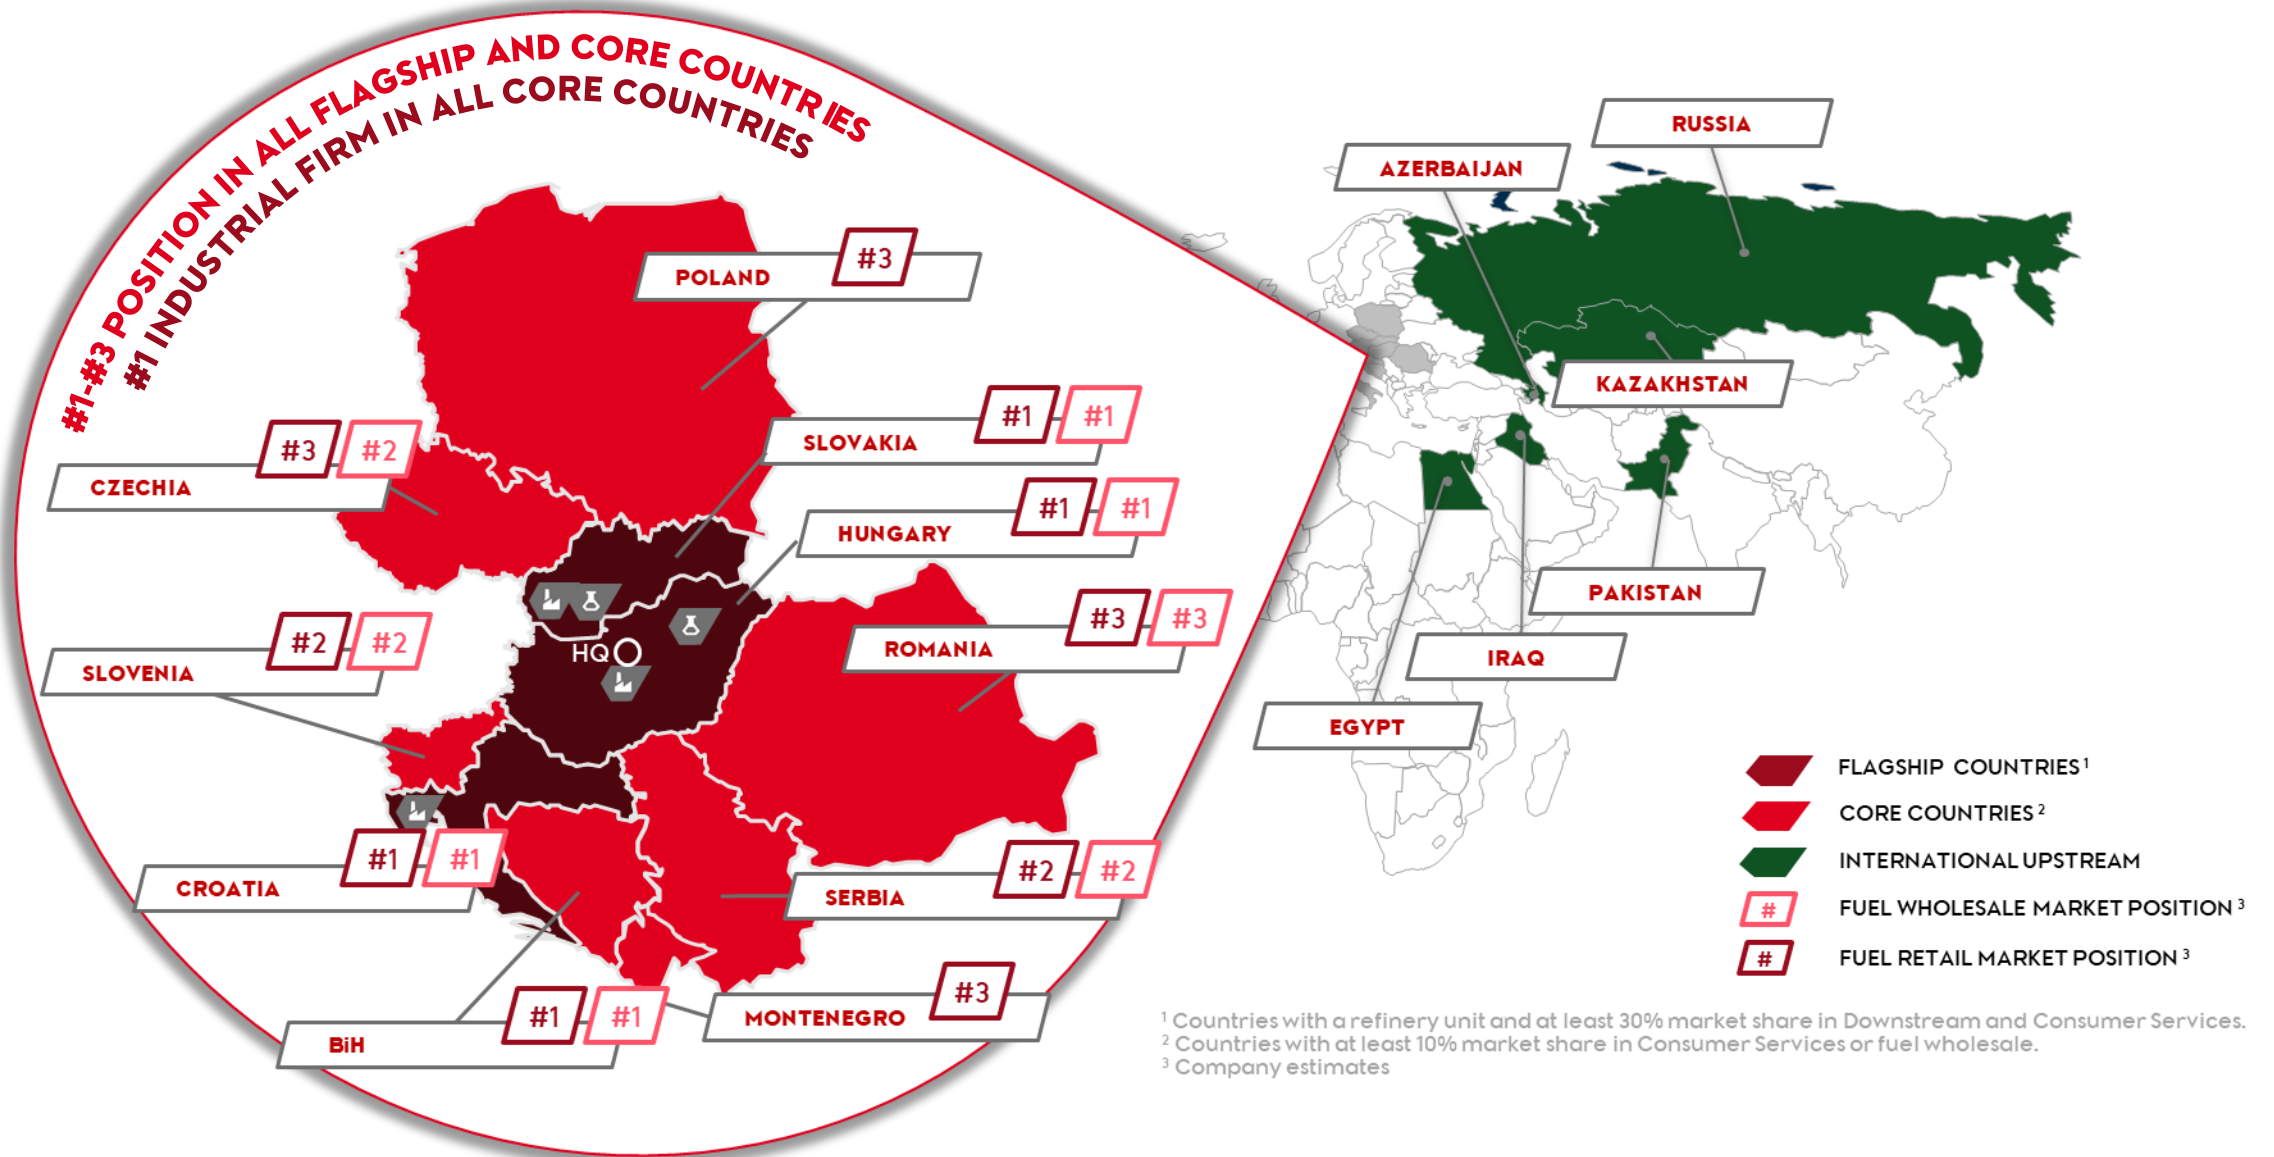 #1-#3 POSITION IN ALL FLAGSHIP AND CORE COUNTRIES
#1 INDUSTRIAL FIRM IN ALL CORE COUNTRIES
POLAND
#3
SLOVAKIA
#1
#1
CZECHIA
#3
#2
HUNGARY
#1
#1
ROMANIA
#3
#3
SLOVENIA
#2
#2
HQ
CROATIA
#1
#1
SERBIA
#2
#2
MONTENEGRO
#3
BiH
#1
#1
RUSSIA
AZERBAIJAN
KAZAKHSTAN
PAKISTAN
IRAQ
EGYPT
FLAGSHIP COUNTRIES 1
CORE COUNTRIES 2
INTERNATIONAL UPSTREAM
# FUEL WHOLESALE MARKET POSITION 3
# FUEL RETAIL MARKET POSITION 3
1 Countries with a refinery unit and at least 30% market share in Downstream and Consumer Services.
2 Countries with at least 10% market share in Consumer Services or fuel wholesale.
3 Company estimates